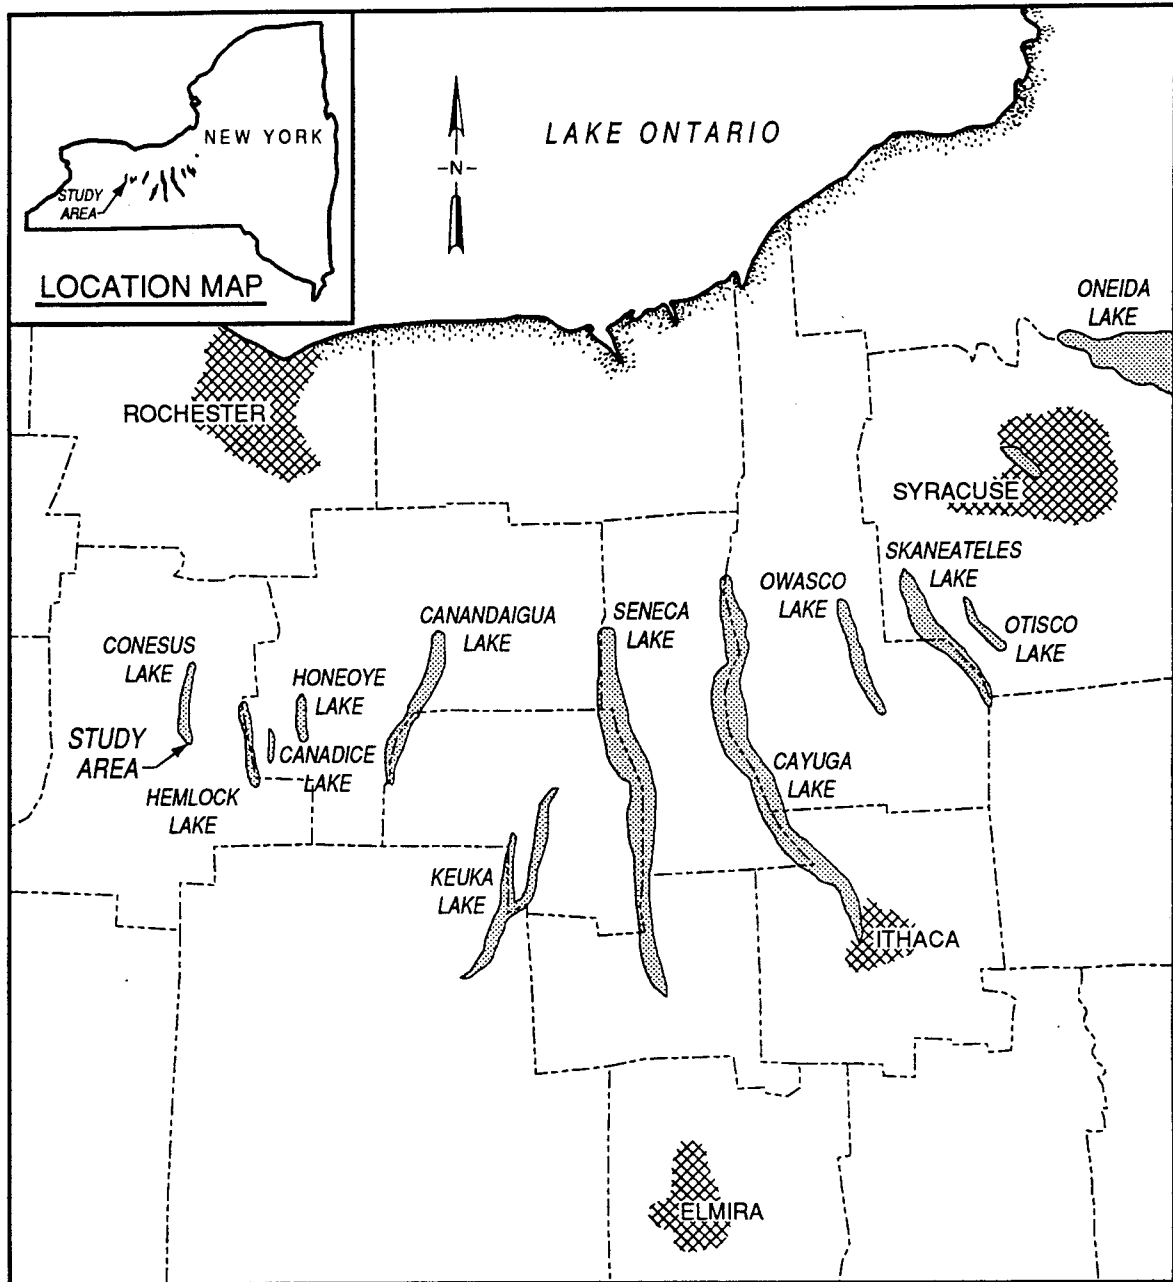 NEW YORK
STUDY
AREA
LOCATION MAP
-N-
LAKE ONTARIO
ONEIDA
LAKE
ROCHESTER
SYRACUSE
SKANEATELES
LAKE
OWASCO
LAKE
OTISCO
LAKE
CANANDAIGUA
LAKE
SENECA
LAKE
CONESUS
LAKE
HONEOYE
LAKE
STUDY
AREA
CANADICE
LAKE
HEMLOCK
LAKE
CAYUGA
LAKE
KEUKA
LAKE
ITHACA
ELMIRA